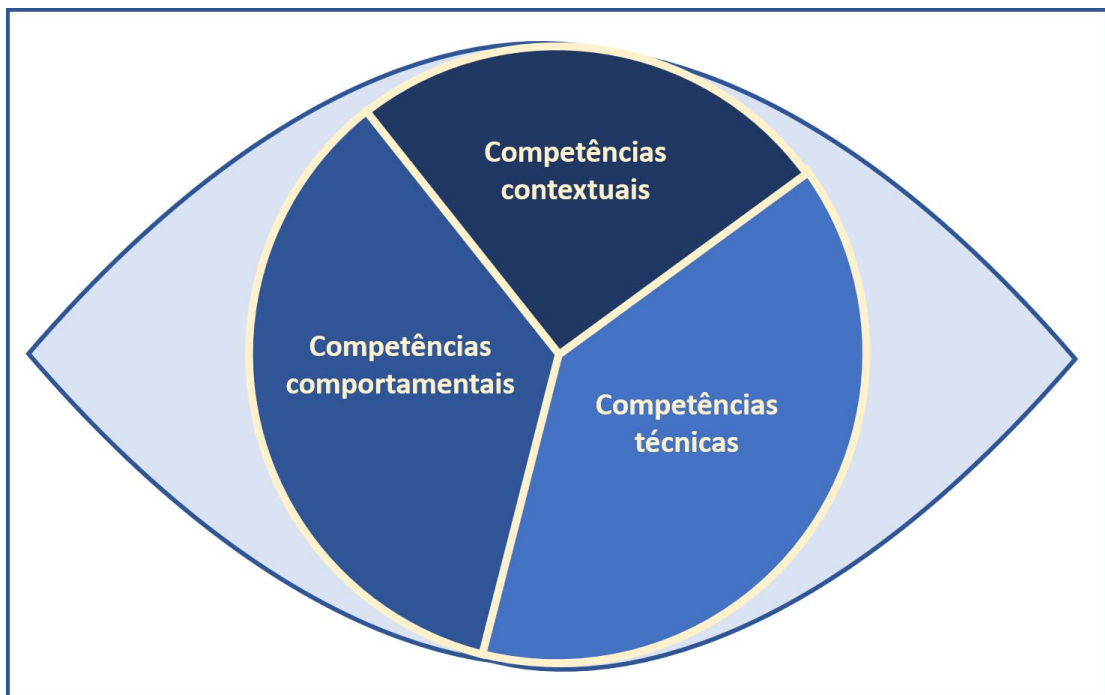 Competências
contextuais
Competências
comportamentais
Competências
técnicas